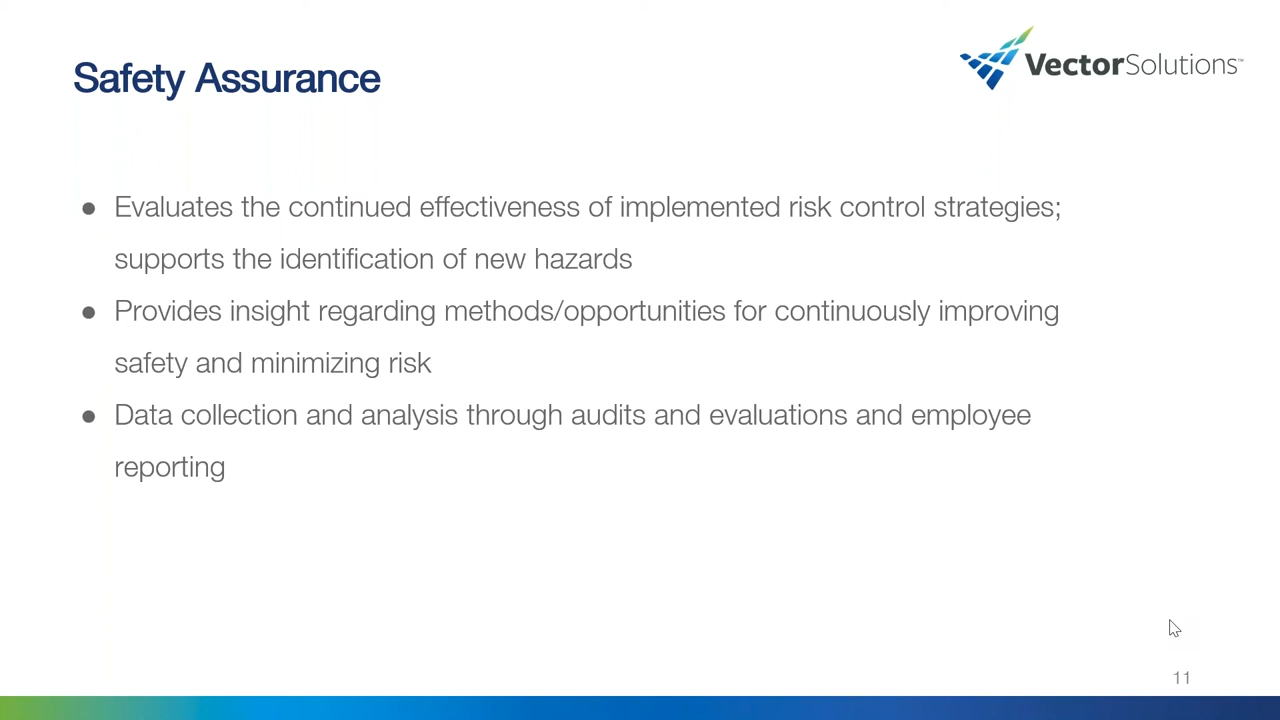 Safety Assurance
VectorSolutions™
● Evaluates the continued effectiveness of implemented risk control strategies;
supports the identification of new hazards
● Provides insight regarding methods/opportunities for continuously improving
safety and minimizing risk
● Data collection and analysis through audits and evaluations and employee
reporting
11